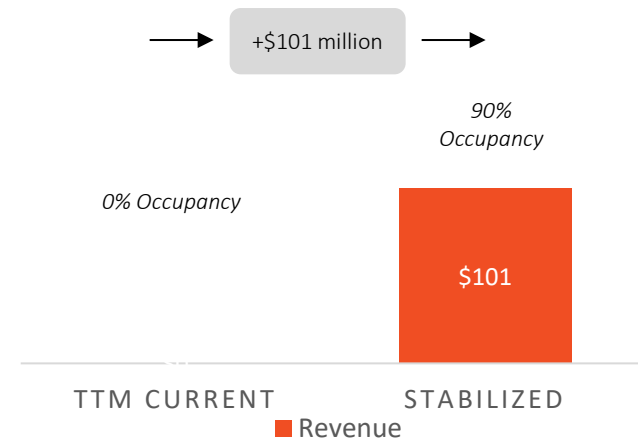 +$101 million
90%
Occupancy
0% Occupancy
$101
TTM CURRENT
STABILIZED
Revenue